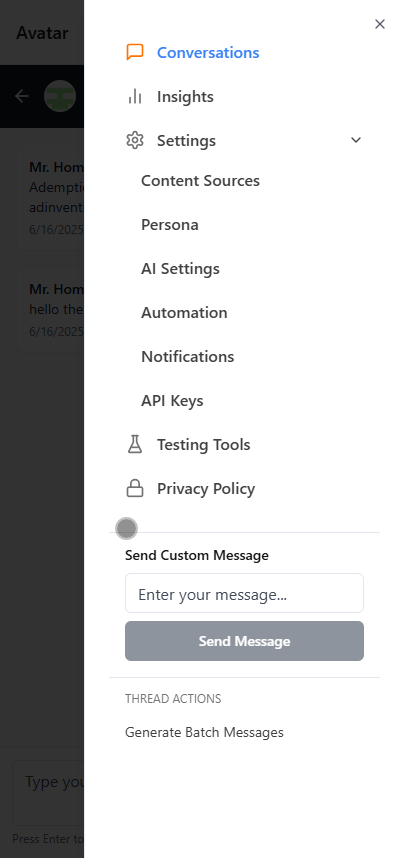 Avatar
Mr. Hom
Adempti
adinvent
6/16/2025
Mr. Hom
hello the
6/16/2025
Type you
Press Enter to
Conversations
Insights
Settings
Content Sources
Persona
AI Settings
Automation
Notifications
API Keys
Testing Tools
Privacy Policy
Send Custom Message
Enter your message...
Send Message
THREAD ACTIONS
Generate Batch Messages